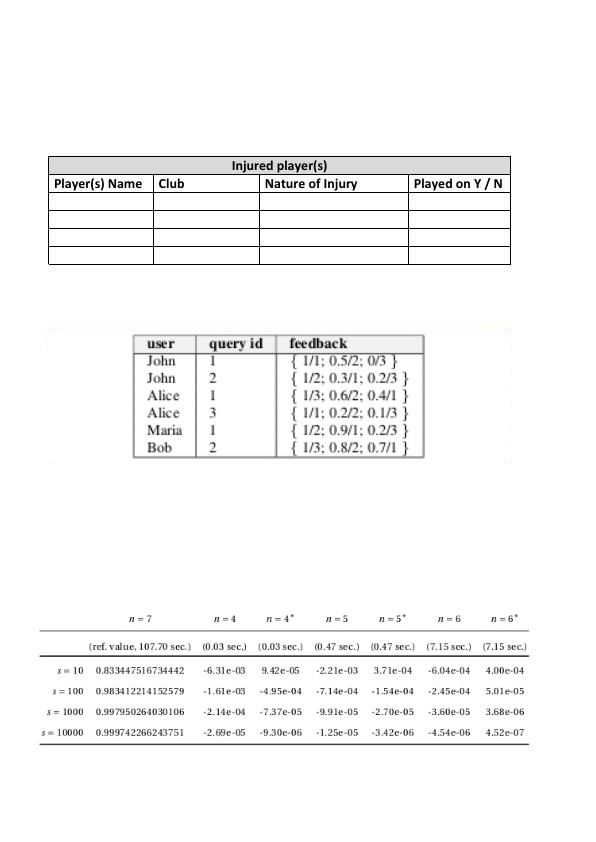 Injured player(s)
Player(s) Name Club Nature of Injury Played on Y / N
user query id feedback
John 1 { 1/1; 0.5/2; 0/3 }
John 2 { 1/2; 0.3/1; 0.2/3 }
Alice 1 { 1/3; 0.6/2; 0.4/1 }
Alice 3 { 1/1; 0.2/2; 0.1/3 }
Maria 1 { 1/2; 0.9/1; 0.2/3 }
Bob 2 { 1/3; 0.8/2; 0.7/1 }
n = 7 n = 4 n = 4* n = 5 n = 5* n = 6 n = 6*
(ref. value, 107.70 sec.) (0.03 sec.) (0.03 sec.) (0.47 sec.) (0.47 sec.) (7.15 sec.) (7.15 sec.)
s = 10 0.833447516734442 -6.31e-03 9.42e-05 -2.21e-03 3.71e-04 -6.04e-04 4.00e-04
s = 100 0.983412214152579 -1.61e-03 -4.95e-04 -7.14e-04 -1.54e-04 -2.45e-04 5.01e-05
s = 1000 0.997950264030106 -2.14e-04 -7.37e-05 -9.91e-05 -2.70e-05 -3.60e-05 3.68e-06
s = 10000 0.999742266243751 -2.69e-05 -9.30e-06 -1.25e-05 -3.42e-06 -4.54e-06 4.52e-07